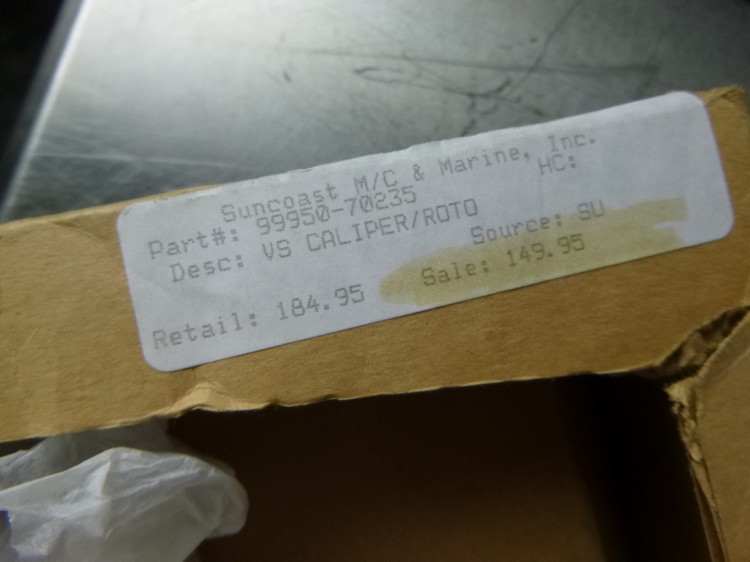 Suncoast M/C & Marine, Inc.
Part#: 99950-70235 HC:
Desc: VS CALIPER/ROTO
Source: SU
Retail: 184.95 Sale: 149.95